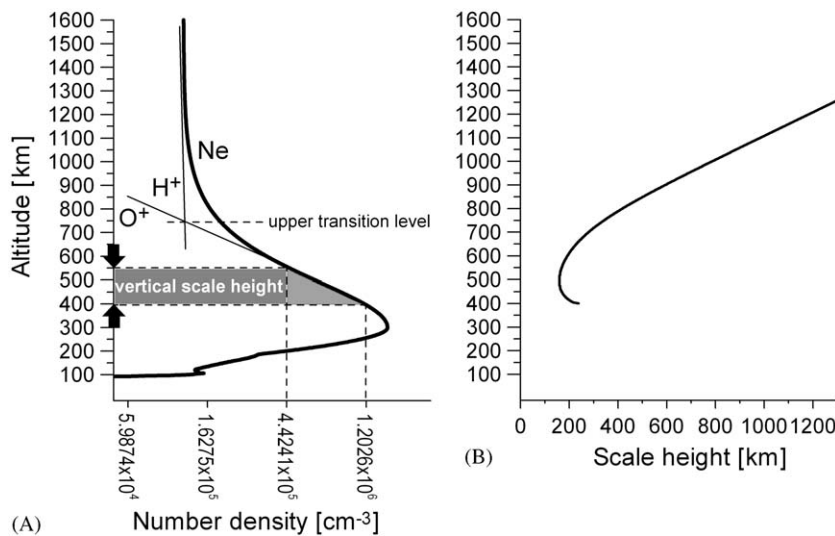 1600
1500
1400
1300
1200
1100
1000
900
800
700
600
500
400
300
200
100
Altitude [km]
Ne
H+
O+
upper transition level
vertical scale height
5.9874x10^4
1.6275x10^5
4.4241x10^5
1.2026x10^6
(A)
Number density [cm-3]
1600
1500
1400
1300
1200
1100
1000
900
800
700
600
500
400
300
200
100
0 200 400 600 800 1000 1200
(B)
Scale height [km]